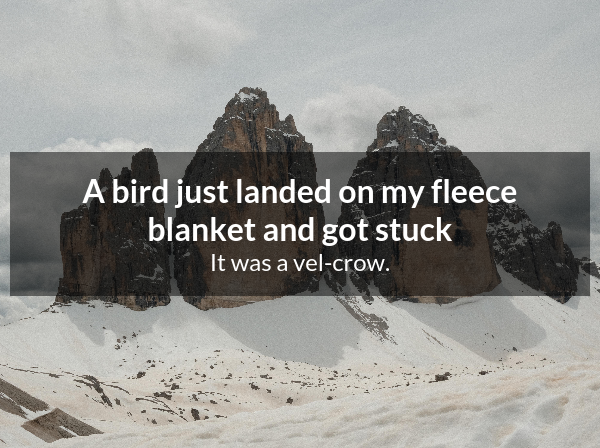 A bird just landed on my fleece
blanket and got stuck
It was a vel-crow.